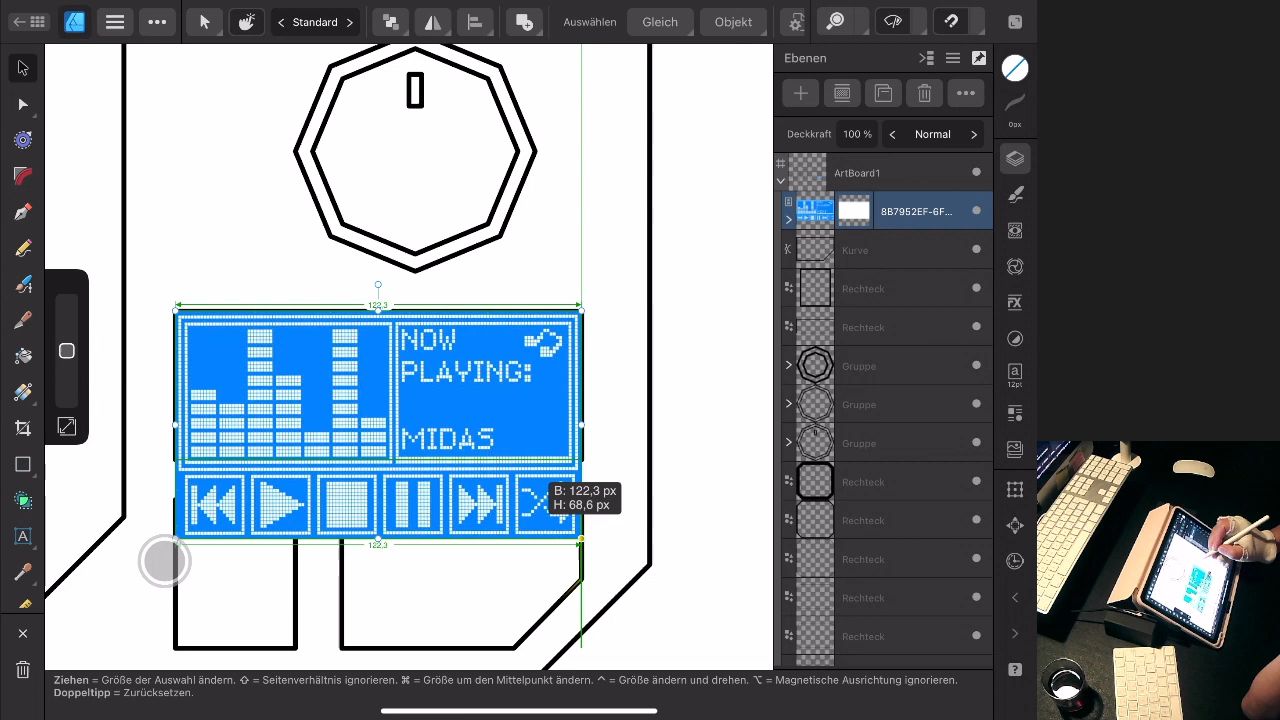 Standard
Auswählen
Gleich
Objekt
Ebenen
Deckkraft 100 % Normal
0px
ArtBoard1
8B7952EF-6F...
Kurve
Rechteck
Rechteck
Gruppe
Gruppe
Gruppe
Rechteck
Rechteck
Rechteck
Rechteck
Rechteck
a
12pt
FX
A
122,3
NOW
PLAYING:
MIDAS
B: 122,3 px
H: 68,6 px
122,3
Ziehen = Größe der Auswahl ändern. ⇧ = Seitenverhältnis ignorieren. ⌘ = Größe um den Mittelpunkt ändern. ^ = Größe ändern und drehen. ⌥ = Magnetische Ausrichtung ignorieren.
Doppeltipp = Zurücksetzen.